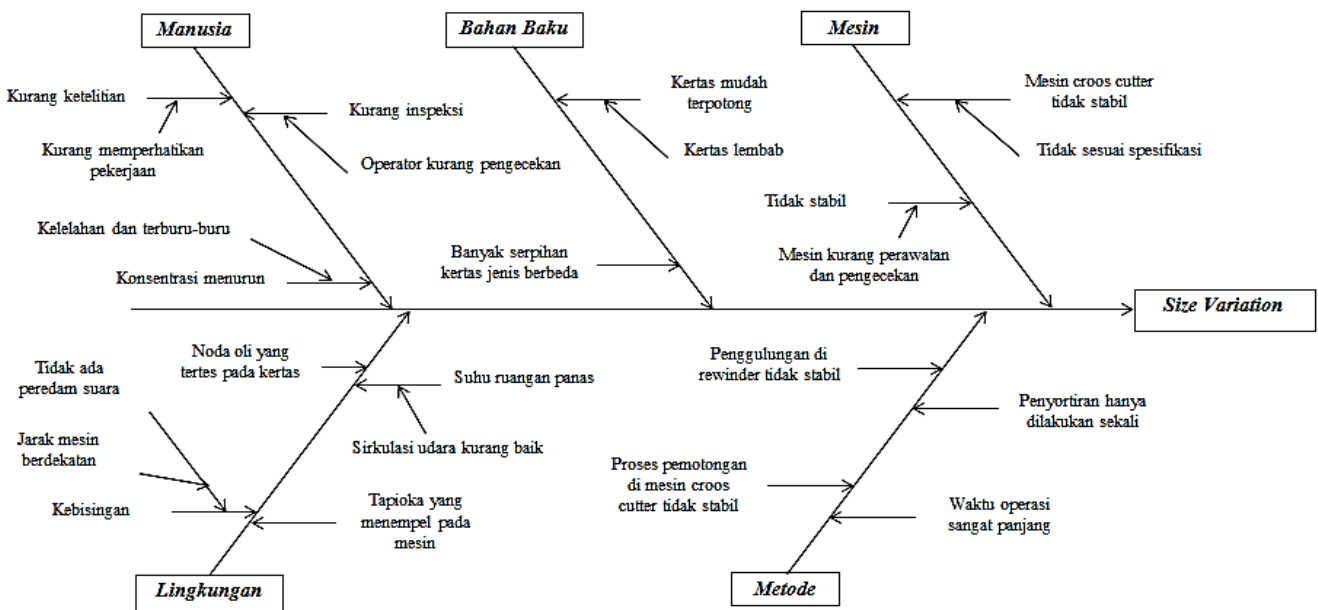 Manusia
Bahan Baku
Mesin
Kurang ketelitian
Kurang inspeksi
Kurang memperhatikan
pekerjaan
Operator kurang pengecekan
Kelelahan dan terburu-buru
Konsentrasi menurun
Kertas mudah
terpotong
Kertas lembab
Banyak serpihan
kertas jenis berbeda
Mesin croos cutter
tidak stabil
Tidak sesuai spesifikasi
Tidak stabil
Mesin kurang perawatan
dan pengecekan
Size Variation
Noda oli yang
tertes pada kertas
Tidak ada
peredam suara
Suhu ruangan panas
Jarak mesin
berdekatan
Sirkulasi udara kurang baik
Kebisingan
Tapioka yang
menempel pada
mesin
Penggulungan di
rewinder tidak stabil
Penyortiran hanya
dilakukan sekali
Proses pemotongan
di mesin croos
cutter tidak stabil
Waktu operasi
sangat panjang
Lingkungan
Metode